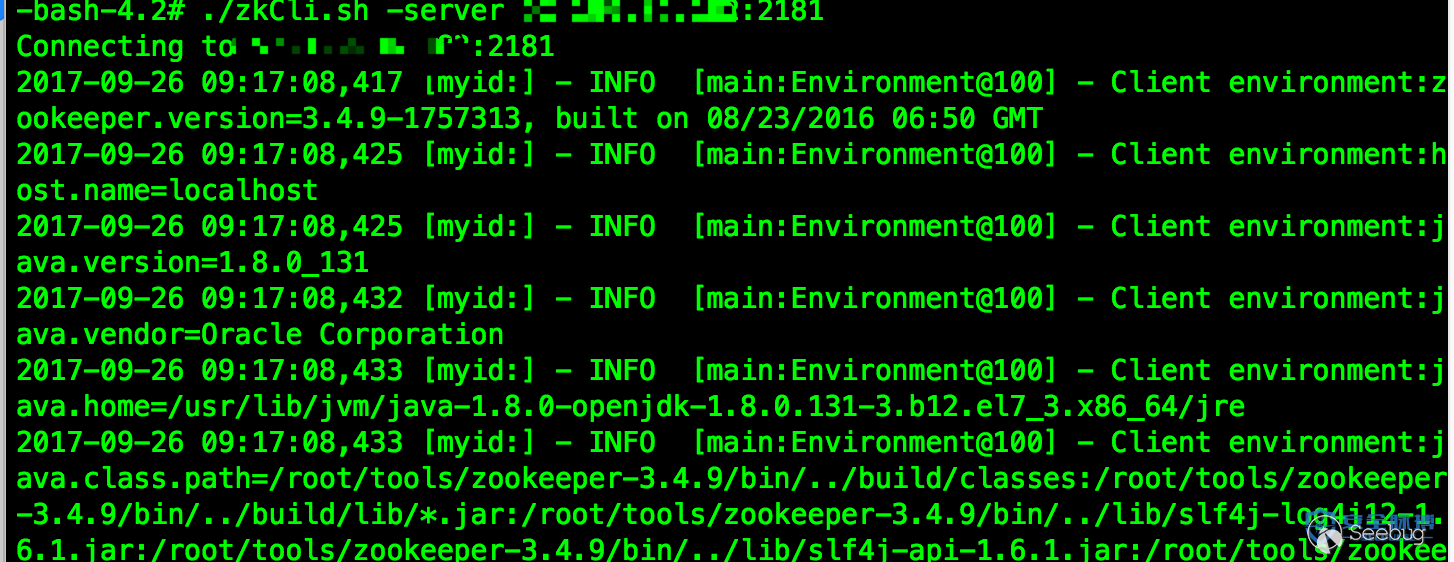 -bash-4.2# ./zkCli.sh -server :2181
Connecting to :2181
2017-09-26 09:17:08,417 [myid:] - INFO  [main:Environment@100] - Client environment:z
ookeeper.version=3.4.9-1757313, built on 08/23/2016 06:50 GMT
2017-09-26 09:17:08,425 [myid:] - INFO  [main:Environment@100] - Client environment:h
ost.name=localhost
2017-09-26 09:17:08,425 [myid:] - INFO  [main:Environment@100] - Client environment:j
ava.version=1.8.0_131
2017-09-26 09:17:08,432 [myid:] - INFO  [main:Environment@100] - Client environment:j
ava.vendor=Oracle Corporation
2017-09-26 09:17:08,433 [myid:] - INFO  [main:Environment@100] - Client environment:j
ava.home=/usr/lib/jvm/java-1.8.0-openjdk-1.8.0.131-3.b12.el7_3.x86_64/jre
2017-09-26 09:17:08,433 [myid:] - INFO  [main:Environment@100] - Client environment:j
ava.class.path=/root/tools/zookeeper-3.4.9/bin/../build/classes:/root/tools/zookeeper
-3.4.9/bin/../build/lib/*.jar:/root/tools/zookeeper-3.4.9/bin/../lib/slf4j-log4j12-1.
6.1.jar:/root/tools/zookeeper-3.4.9/bin/../lib/slf4j-api-1.6.1.jar:/root/tools/zookee
Seebug